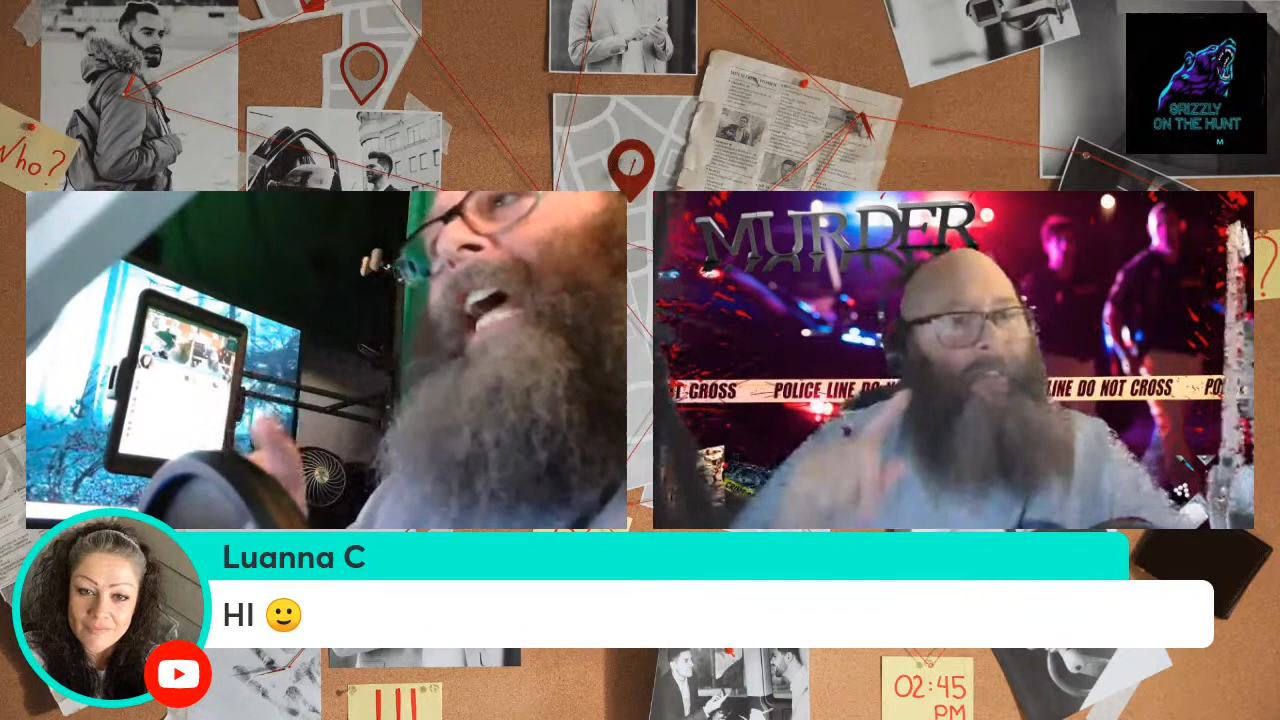 GRIZZLY
ON THE HUNT
M
Who?
MURDER
POLICE LINE DO N
LINE DO NOT CROSS
T CROSS
PO
?
Luanna C
HI 🙂
02:45
PM